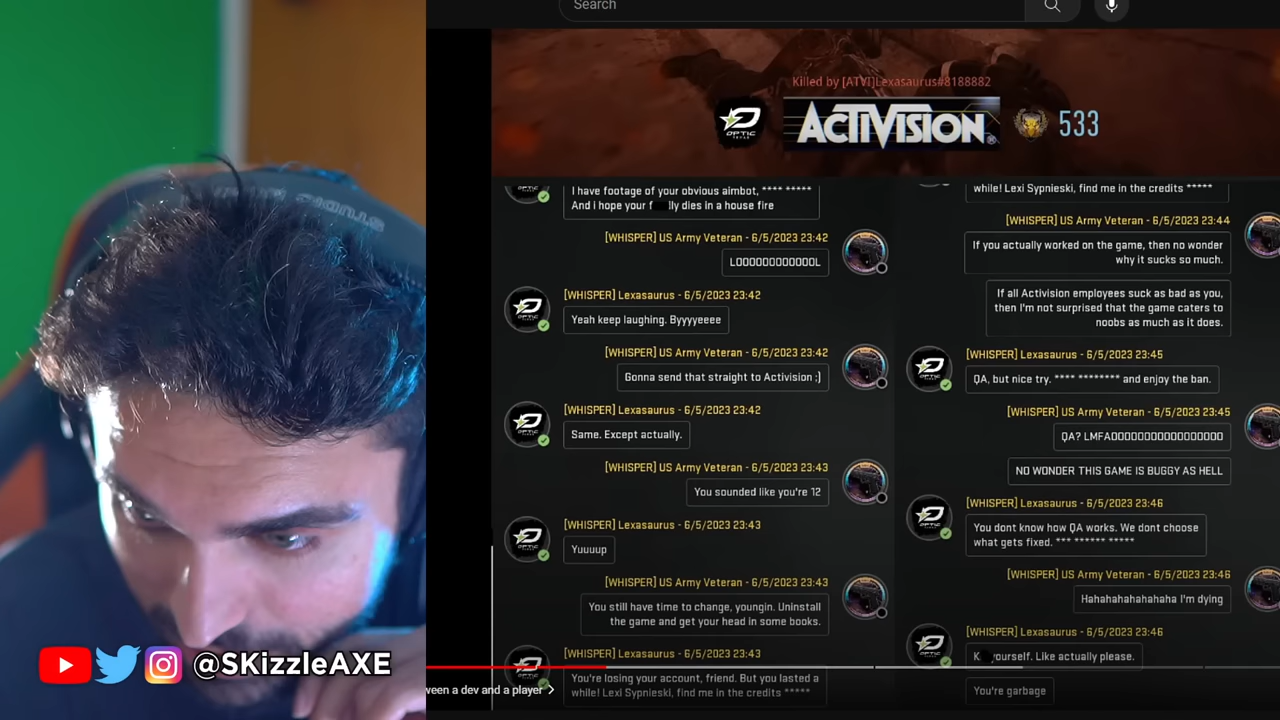 Search
Killed by [ATVI]Lexasaurus#8188882
OPTIC
TEXAS
ACTIVISION
533
I have footage of your obvious aimbot, **** *****
And i hope your f lly dies in a house fire
[WHISPER] US Army Veteran - 6/5/2023 23:42
LOOOOOOOOOOOOL
[WHISPER] Lexasaurus - 6/5/2023 23:42
Yeah keep laughing. Byyyyeeee
[WHISPER] US Army Veteran - 6/5/2023 23:42
Gonna send that straight to Activision ;)
[WHISPER] Lexasaurus - 6/5/2023 23:42
Same. Except actually.
[WHISPER] US Army Veteran - 6/5/2023 23:43
You sounded like you're 12
[WHISPER] Lexasaurus - 6/5/2023 23:43
Yuuuup
[WHISPER] US Army Veteran - 6/5/2023 23:43
You still have time to change, youngin. Uninstall
the game and get your head in some books.
[WHISPER] Lexasaurus - 6/5/2023 23:43
You're losing your account, friend. But you lasted a
while! Lexi Sypnieski, find me in the credits *****
while! Lexi Sypnieski, find me in the credits *****
[WHISPER] US Army Veteran - 6/5/2023 23:44
If you actually worked on the game, then no wonder
why it sucks so much.
If all Activision employees suck as bad as you,
then I'm not surprised that the game caters to
noobs as much as it does.
[WHISPER] Lexasaurus - 6/5/2023 23:45
QA, but nice try. **** ******** and enjoy the ban.
[WHISPER] US Army Veteran - 6/5/2023 23:45
QA? LMFAOOOOOOOOOOOOOOOOOO
NO WONDER THIS GAME IS BUGGY AS HELL
[WHISPER] Lexasaurus - 6/5/2023 23:46
You dont know how QA works. We dont choose
what gets fixed. *** ****** *****
[WHISPER] US Army Veteran - 6/5/2023 23:46
Hahahahahahahaha I'm dying
[WHISPER] Lexasaurus - 6/5/2023 23:46
K yourself. Like actually please.
You're garbage
ween a dev and a player >
@SKizzleAXE